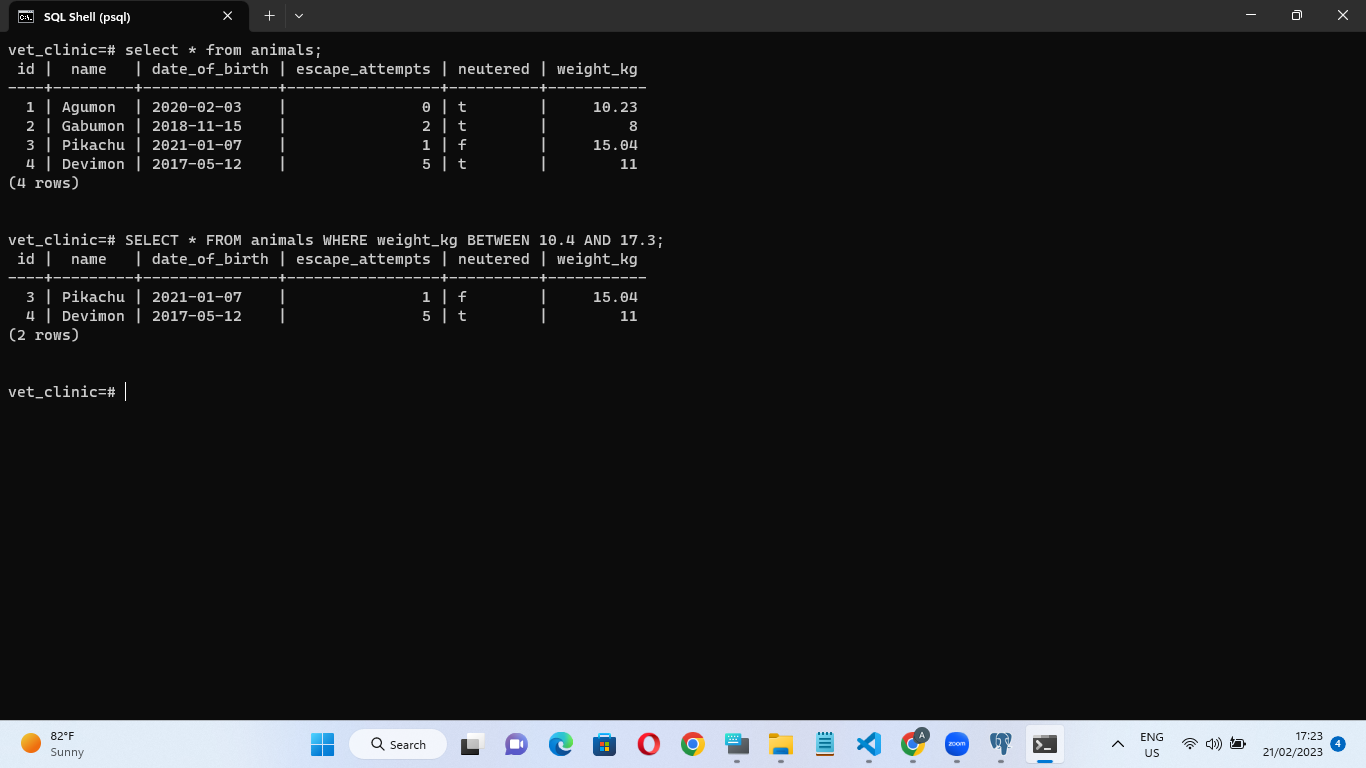 SQL Shell (psql)
vet_clinic=# select * from animals;
 id |  name   | date_of_birth | escape_attempts | neutered | weight_kg
----+---------+---------------+-----------------+----------+-----------
  1 | Agumon  | 2020-02-03    |               0 | t        |     10.23
  2 | Gabumon | 2018-11-15    |               2 | t        |         8
  3 | Pikachu | 2021-01-07    |               1 | f        |     15.04
  4 | Devimon | 2017-05-12    |               5 | t        |        11
(4 rows)
vet_clinic=# SELECT * FROM animals WHERE weight_kg BETWEEN 10.4 AND 17.3;
 id |  name   | date_of_birth | escape_attempts | neutered | weight_kg
----+---------+---------------+-----------------+----------+-----------
  3 | Pikachu | 2021-01-07    |               1 | f        |     15.04
  4 | Devimon | 2017-05-12    |               5 | t        |        11
(2 rows)
vet_clinic=#
82°F
Sunny
Search
A
zoom
ENG
US
17:23
21/02/2023
4